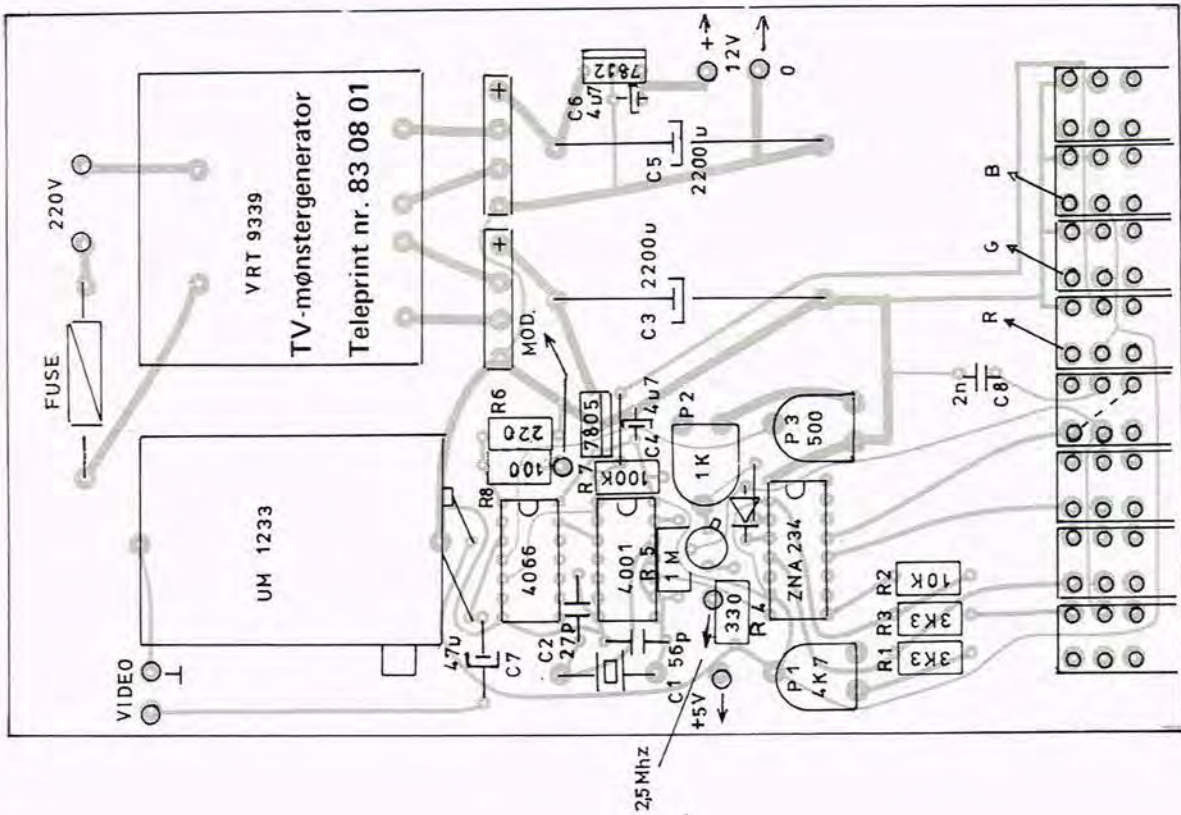 220V
FUSE
VRT 9339
TV-mønstergenerator
Teleprint nr. 83 08 01
UM 1233
VIDEO
+
+
7812
C6
4u7
+
12V
0
C5
2200u
C3
2200u
MOD.
R6
220
R8
100
7805
C4
4u7
R7
100K
4066
4001
R5
1M
47u
C7
C2
27P
C1 56p
P2
1K
P3
500
ZNA 234
330
R4
+5V
2,5Mhz
P1
4K7
R2
10K
R3
3K3
R1
3K3
2n
C8
R
G
B